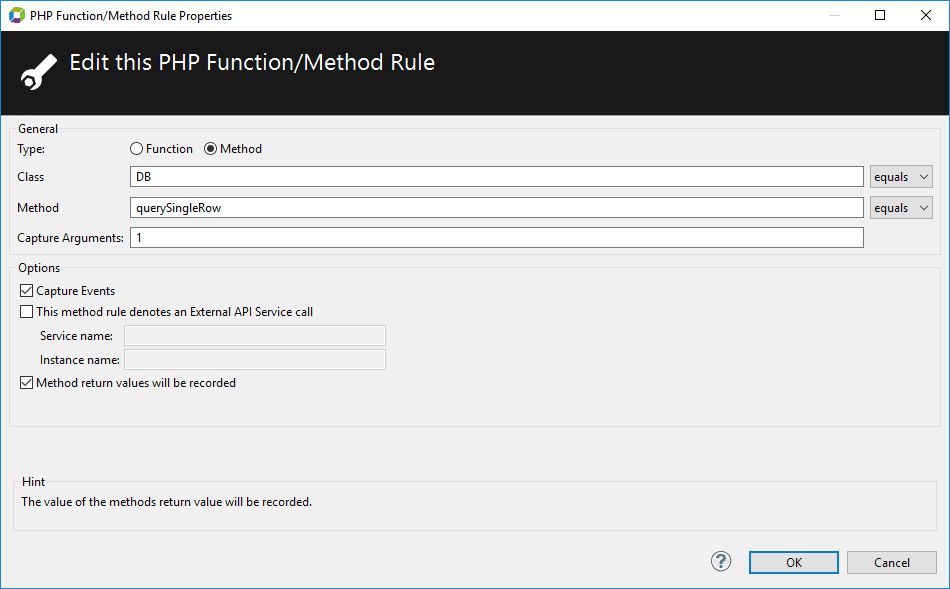 PHP Function/Method Rule Properties
Edit this PHP Function/Method Rule
General
Type: Function Method
Class DB equals
Method querySingleRow equals
Capture Arguments: 1
Options
Capture Events
This method rule denotes an External API Service call
Service name:
Instance name:
Method return values will be recorded
Hint
The value of the methods return value will be recorded.
? OK Cancel